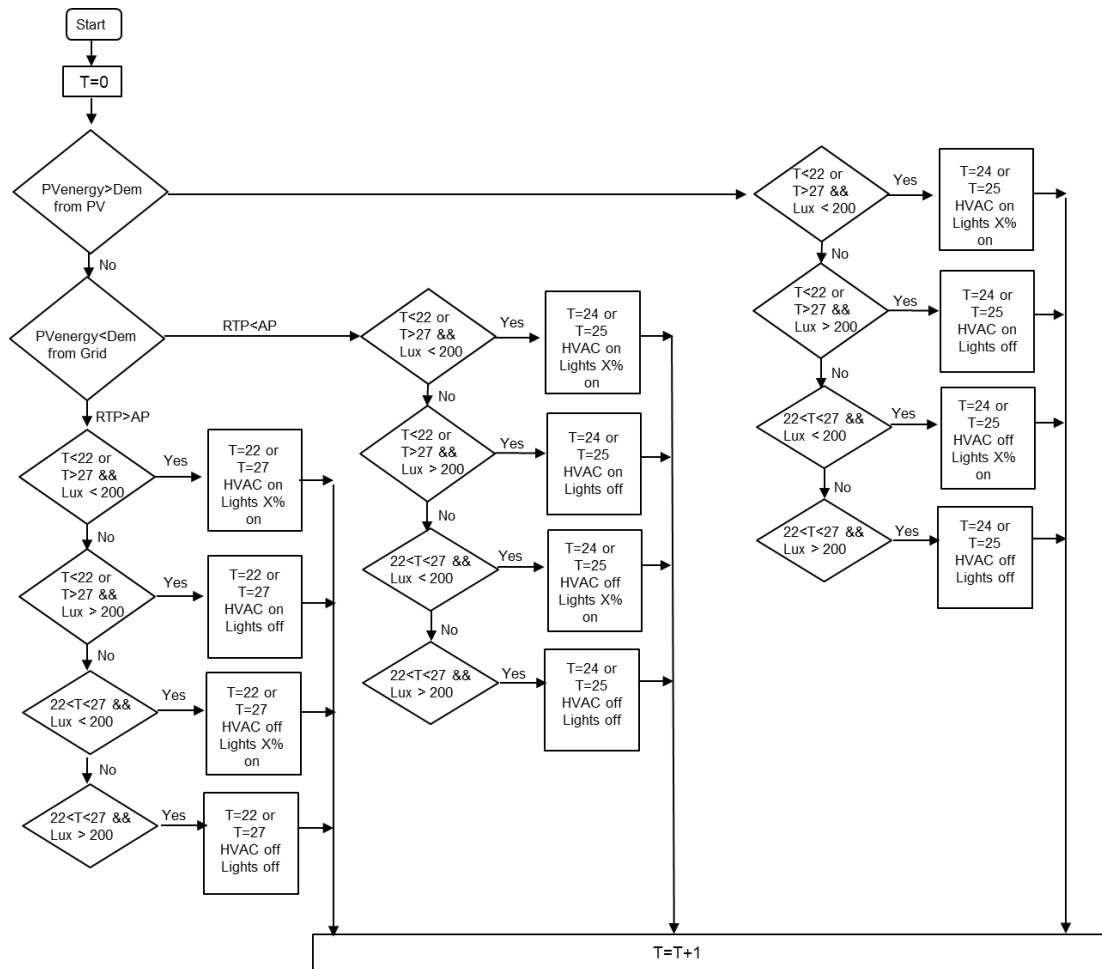 Start
T=0
PVenergy>Dem
from PV
No
PVenergy<Dem
from Grid
RTP<AP
RTP>AP
T<22 or
T>27 &&
Lux < 200
Yes
T=22 or
T=27
HVAC on
Lights X%
on
No
T<22 or
T>27 &&
Lux > 200
Yes
T=22 or
T=27
HVAC on
Lights off
No
22<T<27 &&
Lux < 200
Yes
T=22 or
T=27
HVAC off
Lights X%
on
No
22<T<27 &&
Lux > 200
Yes
T=22 or
T=27
HVAC off
Lights off
T<22 or
T>27 &&
Lux < 200
Yes
T=24 or
T=25
HVAC on
Lights X%
on
No
T<22 or
T>27 &&
Lux > 200
Yes
T=24 or
T=25
HVAC on
Lights off
No
22<T<27 &&
Lux < 200
Yes
T=24 or
T=25
HVAC off
Lights X%
on
No
22<T<27 &&
Lux > 200
Yes
T=24 or
T=25
HVAC off
Lights off
T<22 or
T>27 &&
Lux < 200
Yes
T=24 or
T=25
HVAC on
Lights X%
on
No
T<22 or
T>27 &&
Lux > 200
Yes
T=24 or
T=25
HVAC on
Lights off
No
22<T<27 &&
Lux < 200
Yes
T=24 or
T=25
HVAC off
Lights X%
on
No
22<T<27 &&
Lux > 200
Yes
T=24 or
T=25
HVAC off
Lights off
T=T+1